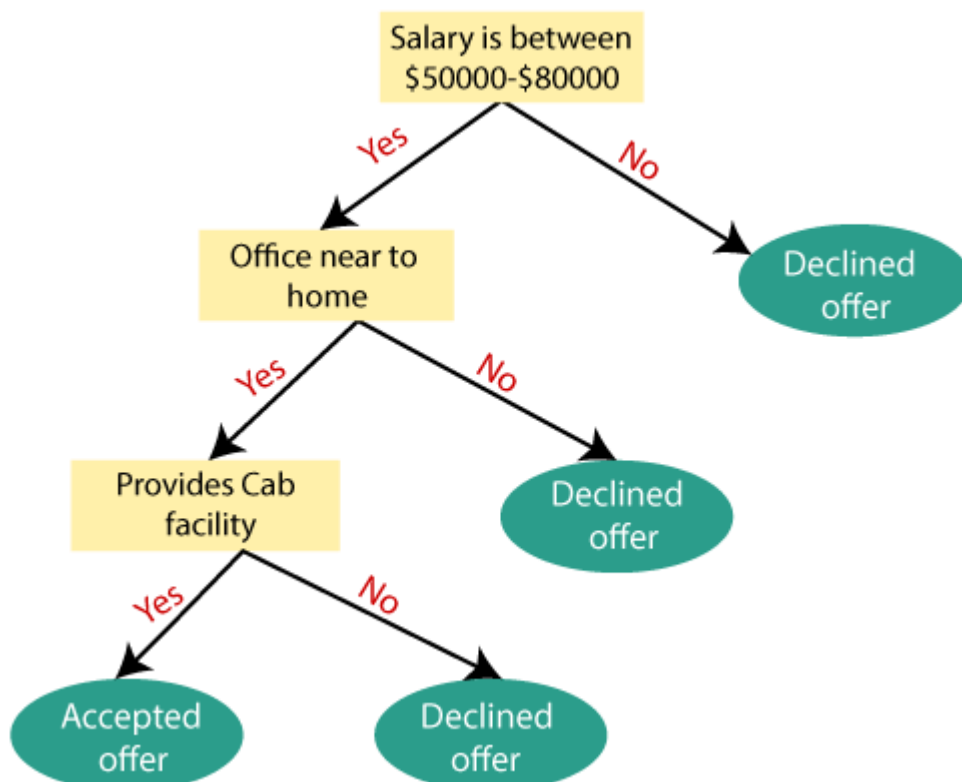 Salary is between
$50000-$80000
Yes
No
Office near to
home
Declined
offer
Yes
No
Provides Cab
facility
Declined
offer
Yes
No
Accepted
offer
Declined
offer